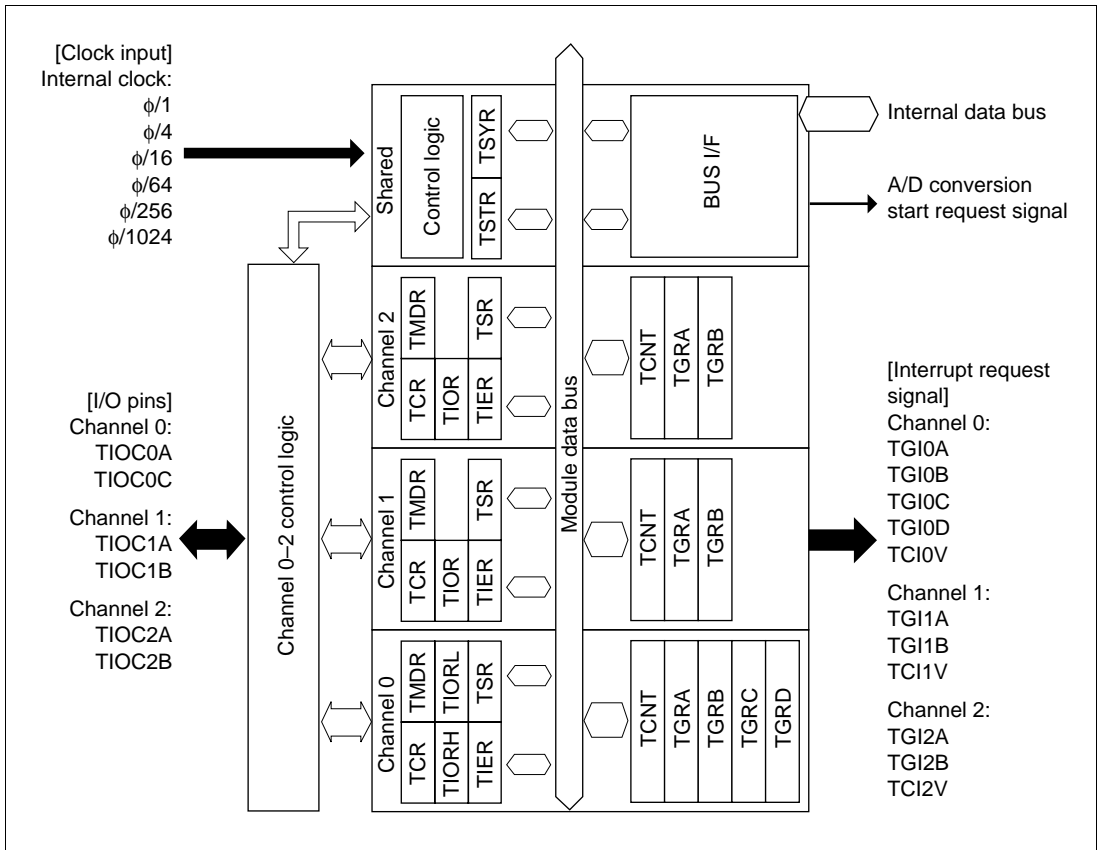 [Clock input]
Internal clock:
ϕ/1
ϕ/4
ϕ/16
ϕ/64
ϕ/256
ϕ/1024
[I/O pins]
Channel 0:
TIOC0A
TIOC0C
Channel 1:
TIOC1A
TIOC1B
Channel 2:
TIOC2A
TIOC2B
Channel 0–2 control logic
Shared
Control logic
TSYR
TSTR
BUS I/F
Channel 2
TMDR
TSR
TCR
TIOR
TIER
TCNT
TGRA
TGRB
Channel 1
TMDR
TSR
TCR
TIOR
TIER
TCNT
TGRA
TGRB
Channel 0
TMDR
TIORL
TSR
TCR
TIORH
TIER
TCNT
TGRA
TGRB
TGRC
TGRD
Module data bus
Internal data bus
A/D conversion
start request signal
[Interrupt request
signal]
Channel 0:
TGI0A
TGI0B
TGI0C
TGI0D
TCI0V
Channel 1:
TGI1A
TGI1B
TCI1V
Channel 2:
TGI2A
TGI2B
TCI2V